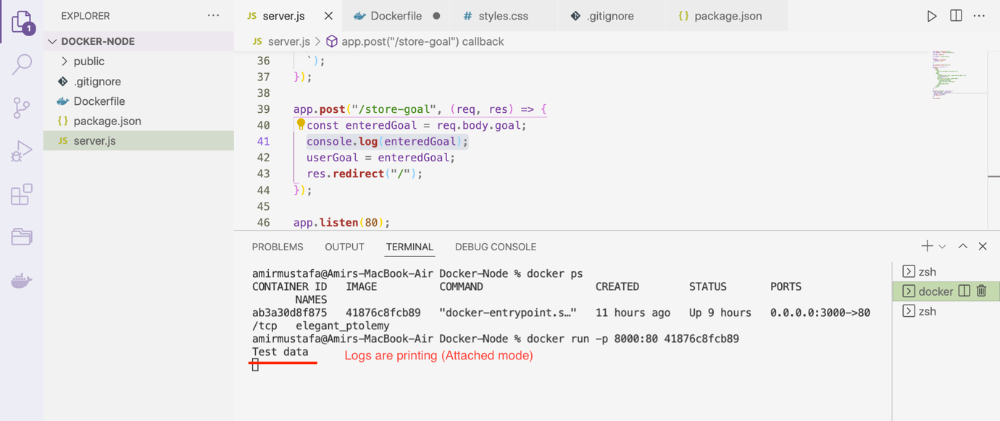 1
EXPLORER ···
DOCKER-NODE
public
.gitignore
Dockerfile
{} package.json
JS server.js
JS server.js
Dockerfile
# styles.css
.gitignore
{} package.json
···
JS server.js > app.post("/store-goal") callback
36 `);
37 });
38
39 app.post("/store-goal", (req, res) => {
40 const enteredGoal = req.body.goal;
41 console.log(enteredGoal);
42 userGoal = enteredGoal;
43 res.redirect("/");
44 });
45
46 app.listen(80);
PROBLEMS OUTPUT TERMINAL DEBUG CONSOLE
amirmustafa@Amirs-MacBook-Air Docker-Node % docker ps
CONTAINER ID IMAGE COMMAND CREATED STATUS PORTS
NAMES
ab3a30d8f875 41876c8fcb89 "docker-entrypoint.s…" 11 hours ago Up 9 hours 0.0.0.0:3000->80
/tcp elegant_ptolemy
amirmustafa@Amirs-MacBook-Air Docker-Node % docker run -p 8000:80 41876c8fcb89
Test data
Logs are printing (Attached mode)
zsh
docker
zsh